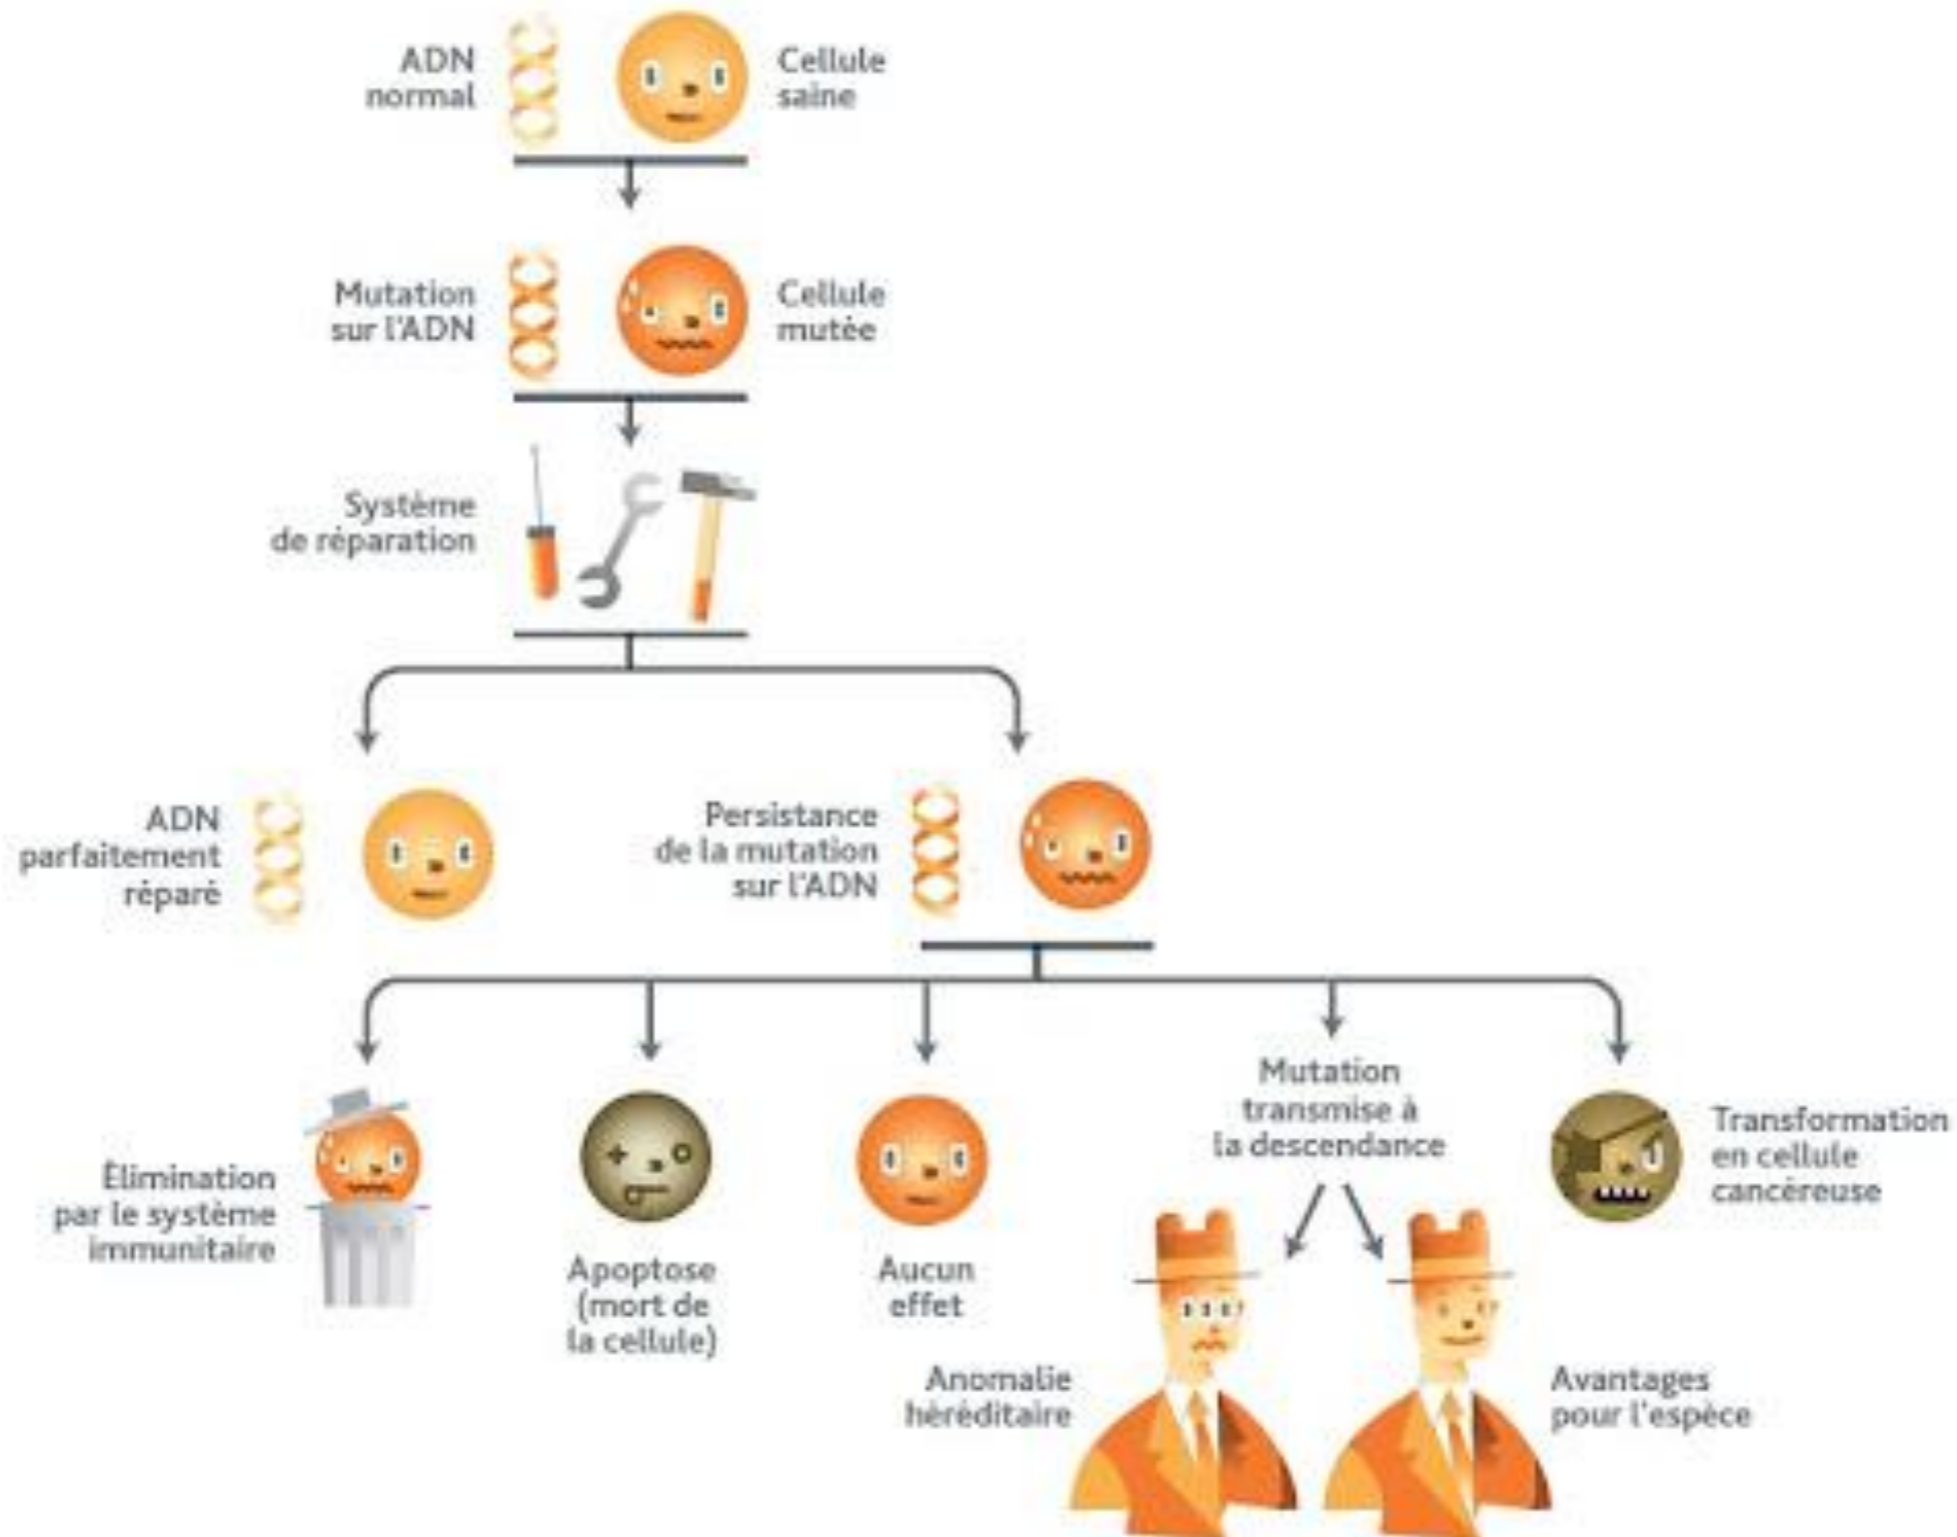 ADN
normal
Cellule
saine
Mutation
sur l'ADN
Cellule
mutée
Système
de réparation
ADN
parfaitement
réparé
Persistance
de la mutation
sur l'ADN
Élimination
par le système
immunitaire
Apoptose
(mort de
la cellule)
Aucun
effet
Mutation
transmise à
la descendance
Anomalie
héréditaire
Avantages
pour l'espèce
Transformation
en cellule
cancéreuse